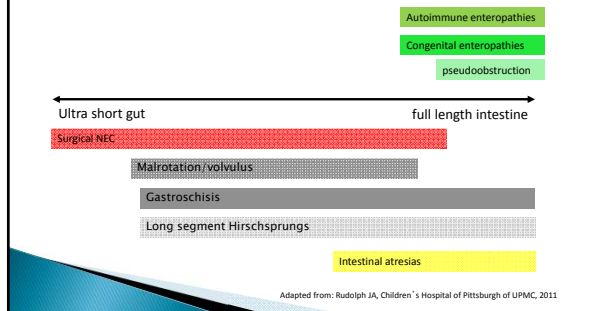 Autoimmune enteropathies
Congenital enteropathies
pseudoobstruction
Ultra short gut full length intestine
Surgical NEC
Malrotation/volvulus
Gastroschisis
Long segment Hirschsprungs
Intestinal atresias
Adapted from: Rudolph JA, Children's Hospital of Pittsburgh of UPMC, 2011